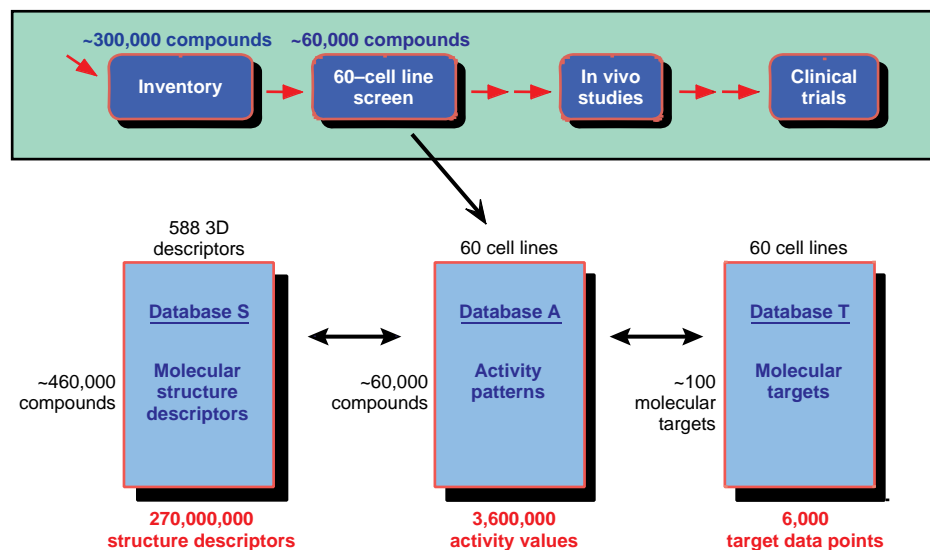 ~300,000 compounds
~60,000 compounds
Inventory
60–cell line
screen
In vivo
studies
Clinical
trials
588 3D
descriptors
60 cell lines
60 cell lines
Database S
Database A
Database T
Molecular
structure
descriptors
Activity
patterns
Molecular
targets
~460,000
compounds
~60,000
compounds
~100
molecular
targets
270,000,000
structure descriptors
3,600,000
activity values
6,000
target data points